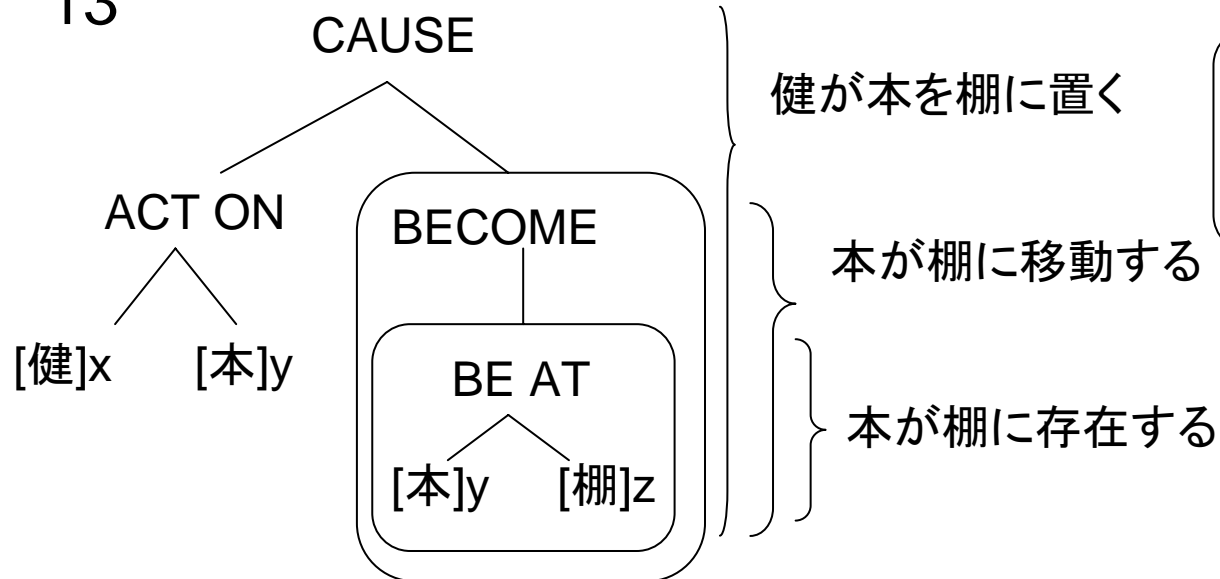 13
CAUSE
健が本を棚に置く
ACT ON
BECOME
本が棚に移動する
[健]x
[本]y
BE AT
本が棚に存在する
[本]y
[棚]z